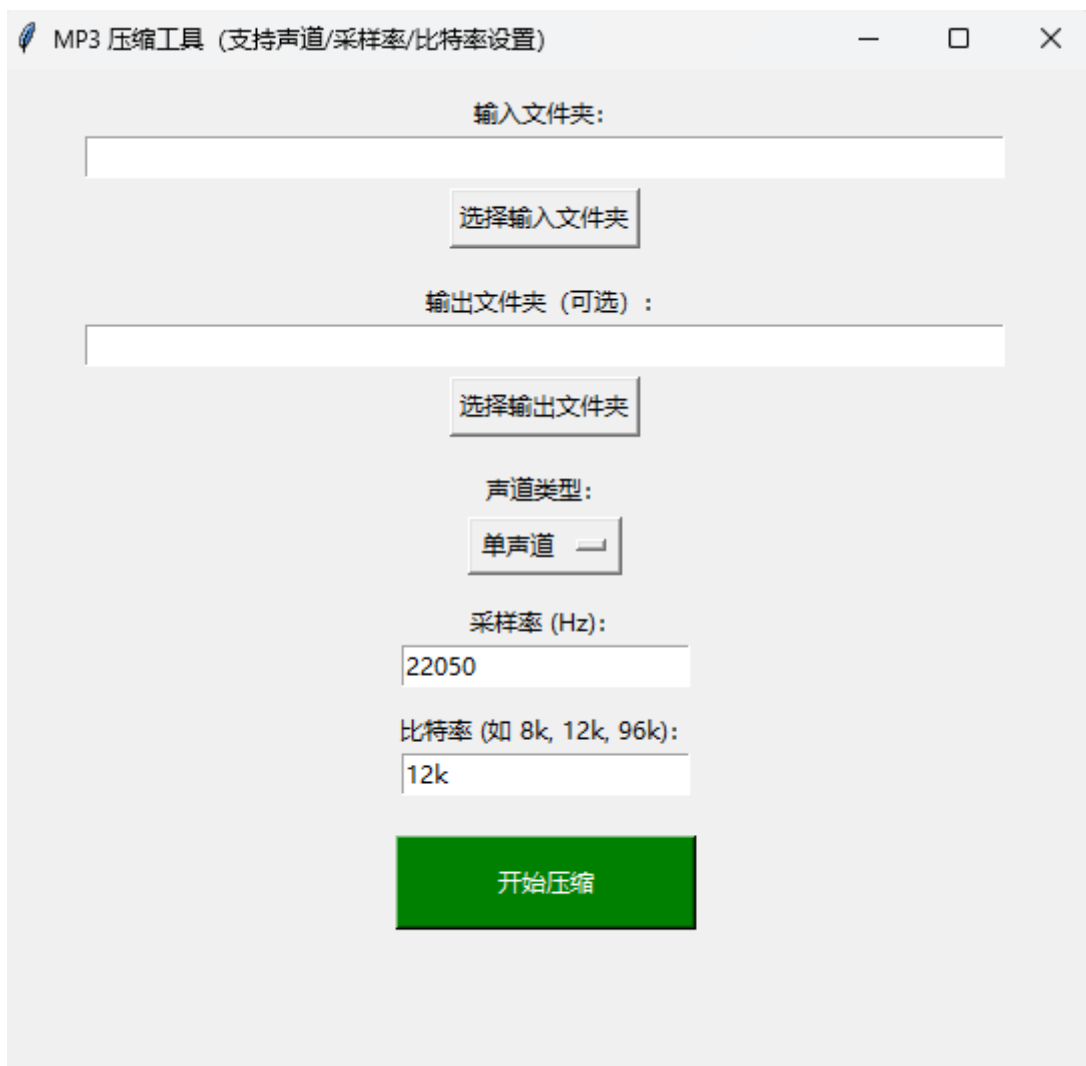 MP3 压缩工具（支持声道/采样率/比特率设置）
输入文件夹：
选择输入文件夹
输出文件夹（可选）：
选择输出文件夹
声道类型：
单声道
采样率 (Hz)：
22050
比特率 (如 8k, 12k, 96k)：
12k
开始压缩